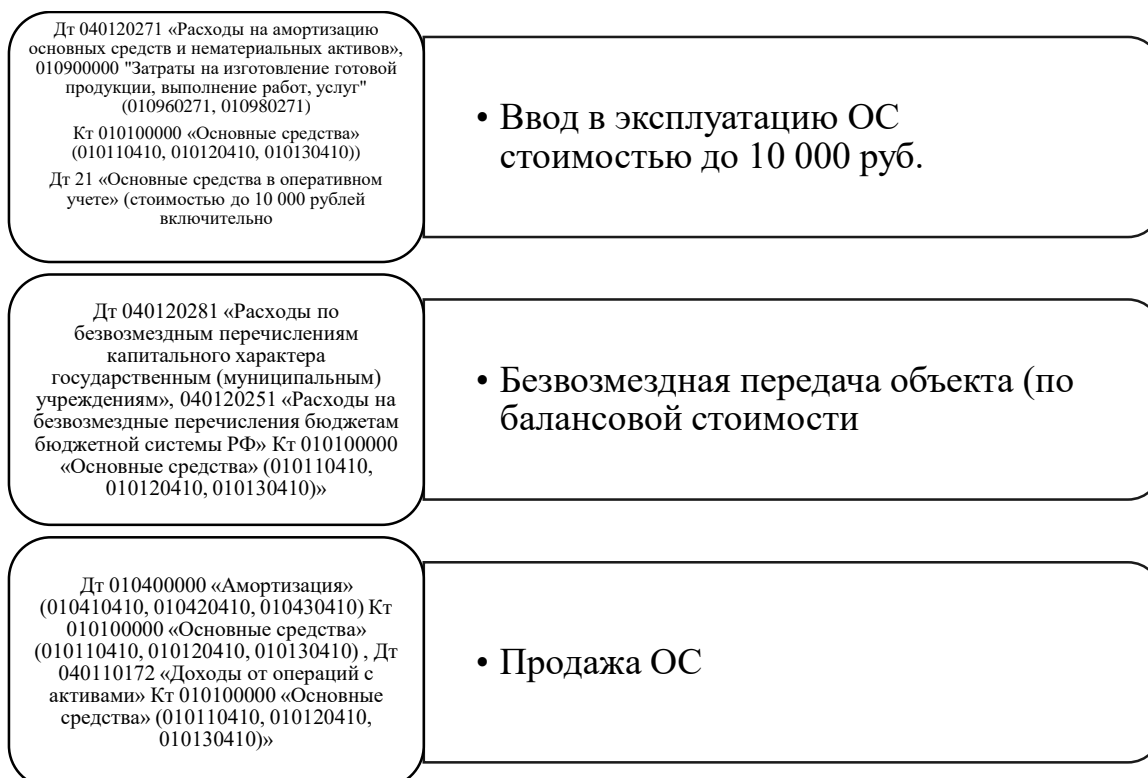 Дт 040120271 «Расходы на амортизацию
основных средств и нематериальных активов»,
010900000 "Затраты на изготовление готовой
продукции, выполнение работ, услуг"
(010960271, 010980271)
Кт 010100000 «Основные средства»
(010110410, 010120410, 010130410))
Дт 21 «Основные средства в оперативном
учете» (стоимостью до 10 000 рублей
включительно
• Ввод в эксплуатацию ОС
стоимостью до 10 000 руб.
Дт 040120281 «Расходы по
безвозмездным перечислениям
капитального характера
государственным (муниципальным)
учреждениям», 040120251 «Расходы на
безвозмездные перечисления бюджетам
бюджетной системы РФ» Кт 010100000
«Основные средства» (010110410,
010120410, 010130410)»
• Безвозмездная передача объекта (по
балансовой стоимости
Дт 010400000 «Амортизация»
(010410410, 010420410, 010430410) Кт
010100000 «Основные средства»
(010110410, 010120410, 010130410) , Дт
040110172 «Доходы от операций с
активами» Кт 010100000 «Основные
средства» (010110410, 010120410,
010130410)»
• Продажа ОС